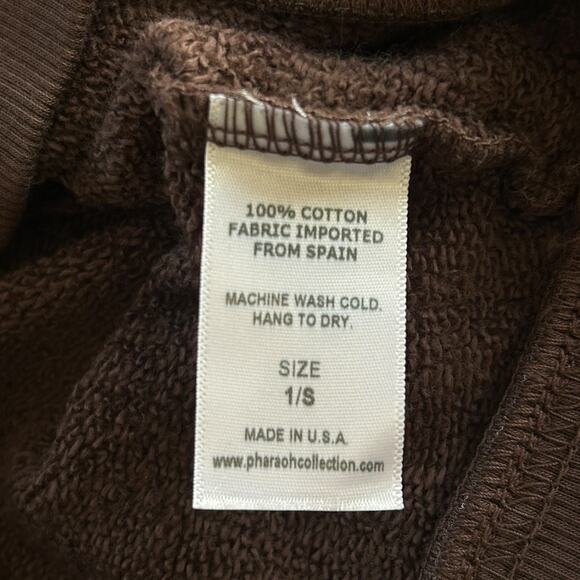 100% COTTON
FABRIC IMPORTED
FROM SPAIN
MACHINE WASH COLD.
HANG TO DRY.
SIZE
1/S
MADE IN U.S.A
www.pharaohcollection.com